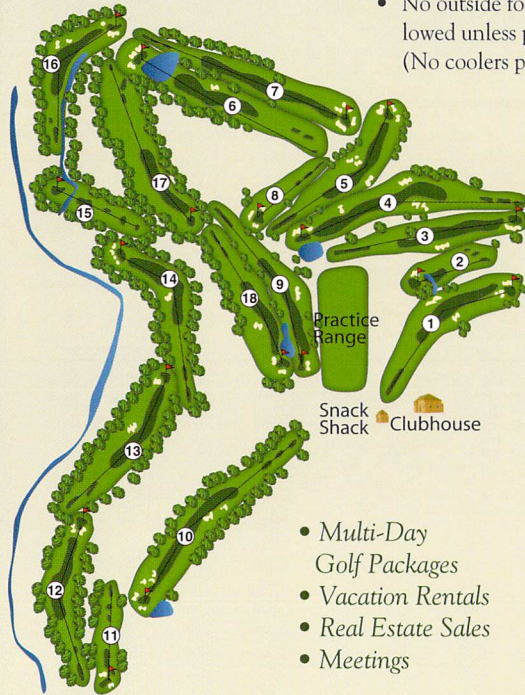 • No outside fo
lowed unless p
(No coolers p
16
7
6
17
8
5
4
15
3
2
14
9
18
1
Practice
Range
Snack
Shack
Clubhouse
13
10
12
11
• Multi-Day
Golf Packages
• Vacation Rentals
• Real Estate Sales
• Meetings